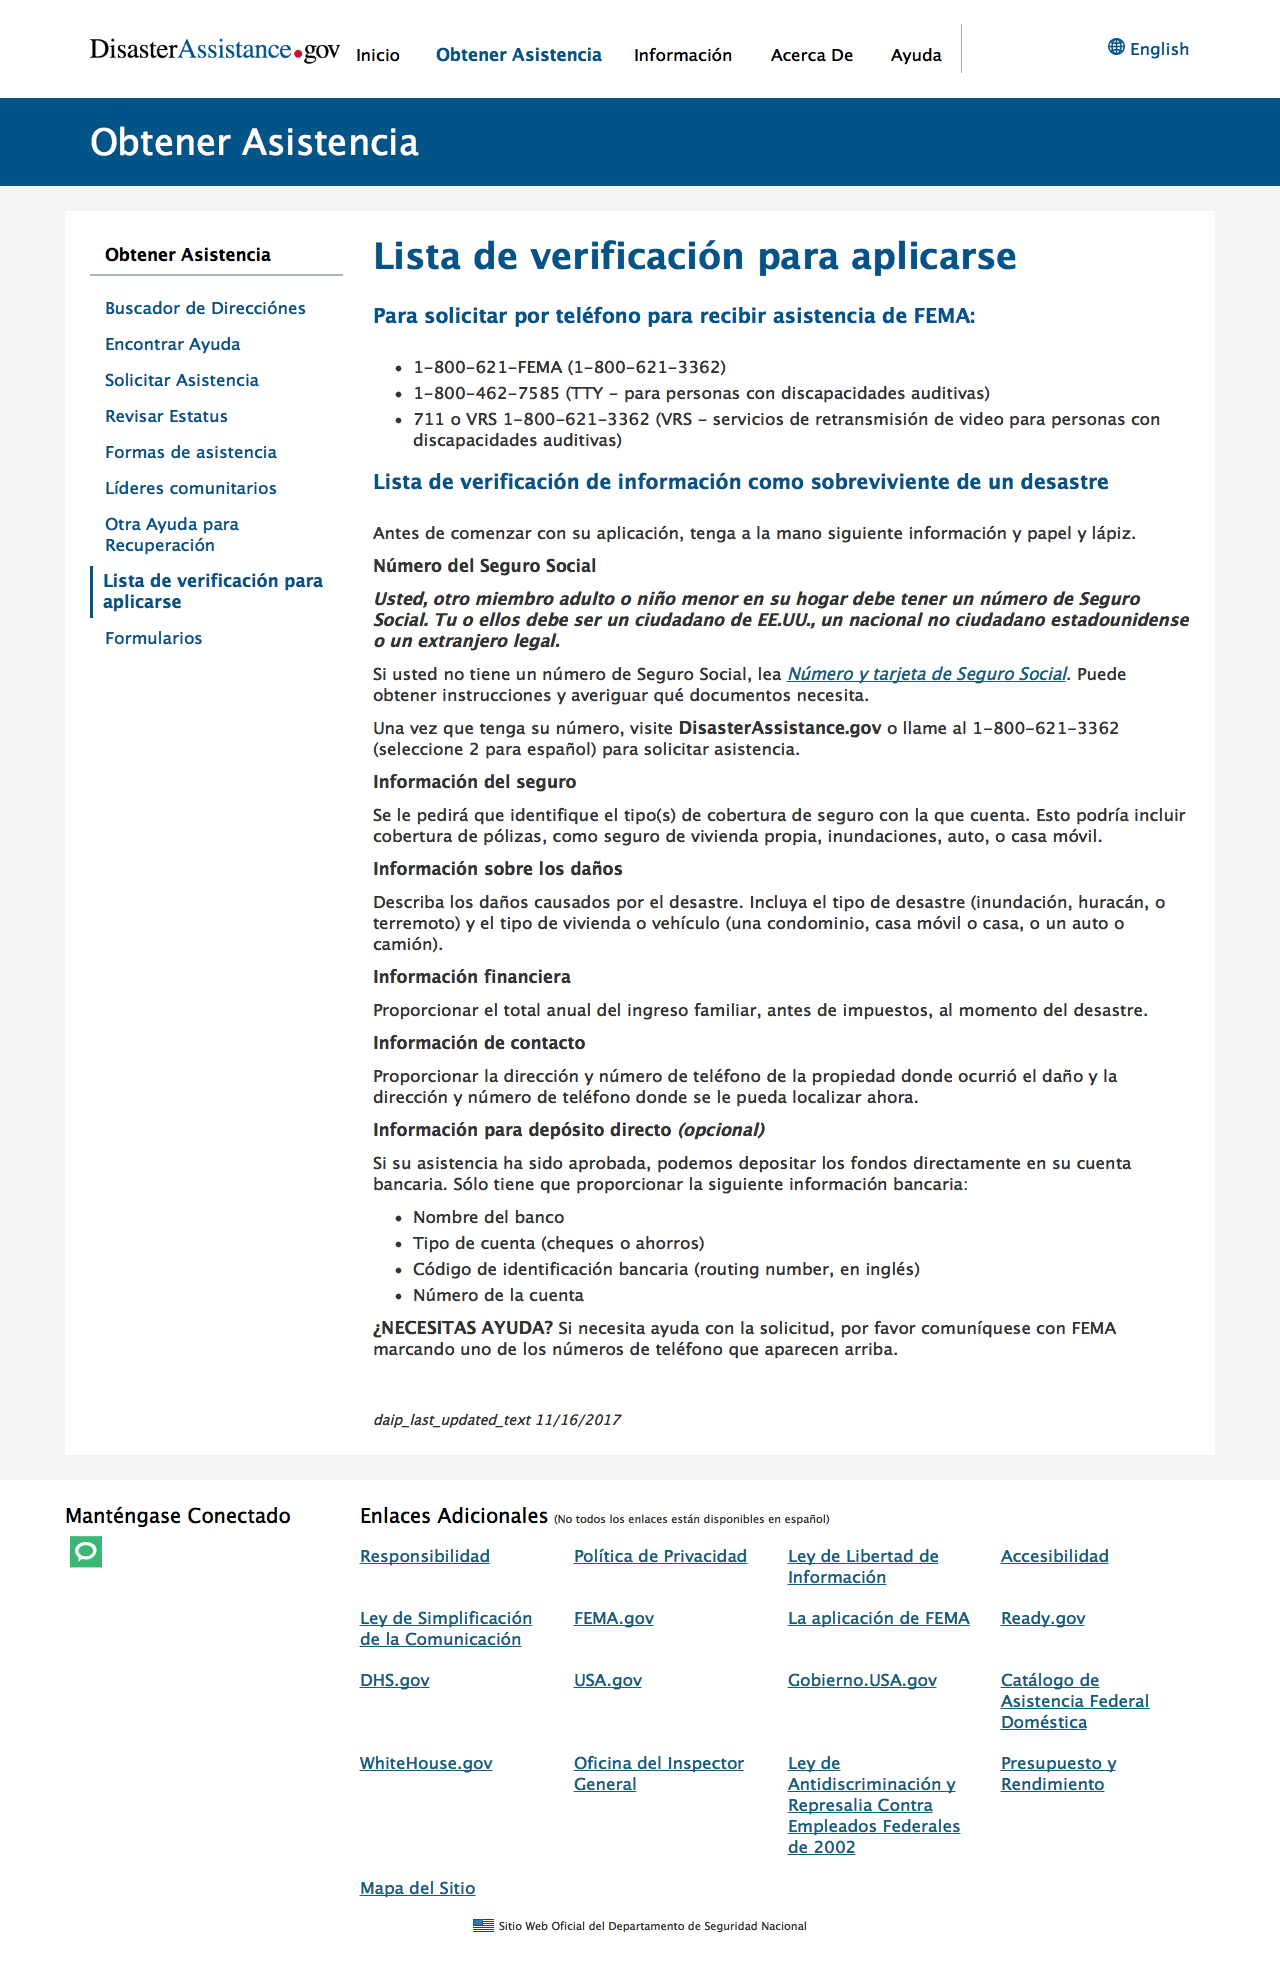 DisasterAssistance.gov
Inicio
Obtener Asistencia
Información
Acerca De
Ayuda
English
Obtener Asistencia
Obtener Asistencia
Buscador de Direcciónes
Encontrar Ayuda
Solicitar Asistencia
Revisar Estatus
Formas de asistencia
Líderes comunitarios
Otra Ayuda para
Recuperación
Lista de verificación para
aplicarse
Formularios
Lista de verificación para aplicarse
Para solicitar por teléfono para recibir asistencia de FEMA:
• 1-800-621-FEMA (1-800-621-3362)
• 1-800-462-7585 (TTY - para personas con discapacidades auditivas)
• 711 o VRS 1-800-621-3362 (VRS - servicios de retransmisión de video para personas con
discapacidades auditivas)
Lista de verificación de información como sobreviviente de un desastre
Antes de comenzar con su aplicación, tenga a la mano siguiente información y papel y lápiz.
Número del Seguro Social
Usted, otro miembro adulto o niño menor en su hogar debe tener un número de Seguro
Social. Tu o ellos debe ser un ciudadano de EE.UU., un nacional no ciudadano estadounidense
o un extranjero legal.
Si usted no tiene un número de Seguro Social, lea Número y tarjeta de Seguro Social. Puede
obtener instrucciones y averiguar qué documentos necesita.
Una vez que tenga su número, visite DisasterAssistance.gov o llame al 1-800-621-3362
(seleccione 2 para español) para solicitar asistencia.
Información del seguro
Se le pedirá que identifique el tipo(s) de cobertura de seguro con la que cuenta. Esto podría incluir
cobertura de pólizas, como seguro de vivienda propia, inundaciones, auto, o casa móvil.
Información sobre los daños
Describa los daños causados por el desastre. Incluya el tipo de desastre (inundación, huracán, o
terremoto) y el tipo de vivienda o vehículo (una condominio, casa móvil o casa, o un auto o
camión).
Información financiera
Proporcionar el total anual del ingreso familiar, antes de impuestos, al momento del desastre.
Información de contacto
Proporcionar la dirección y número de teléfono de la propiedad donde ocurrió el daño y la
dirección y número de teléfono donde se le pueda localizar ahora.
Información para depósito directo (opcional)
Si su asistencia ha sido aprobada, podemos depositar los fondos directamente en su cuenta
bancaria. Sólo tiene que proporcionar la siguiente información bancaria:
• Nombre del banco
• Tipo de cuenta (cheques o ahorros)
• Código de identificación bancaria (routing number, en inglés)
• Número de la cuenta
¿NECESITAS AYUDA? Si necesita ayuda con la solicitud, por favor comuníquese con FEMA
marcando uno de los números de teléfono que aparecen arriba.
daip_last_updated_text 11/16/2017
Manténgase Conectado
Enlaces Adicionales (No todos los enlaces están disponibles en español)
Responsibilidad
Política de Privacidad
Ley de Libertad de
Información
Accesibilidad
Ley de Simplificación
de la Comunicación
FEMA.gov
La aplicación de FEMA
Ready.gov
DHS.gov
USA.gov
Gobierno.USA.gov
Catálogo de
Asistencia Federal
Doméstica
WhiteHouse.gov
Oficina del Inspector
General
Ley de
Antidiscriminación y
Represalia Contra
Empleados Federales
de 2002
Presupuesto y
Rendimiento
Mapa del Sitio
Sitio Web Oficial del Departamento de Seguridad Nacional